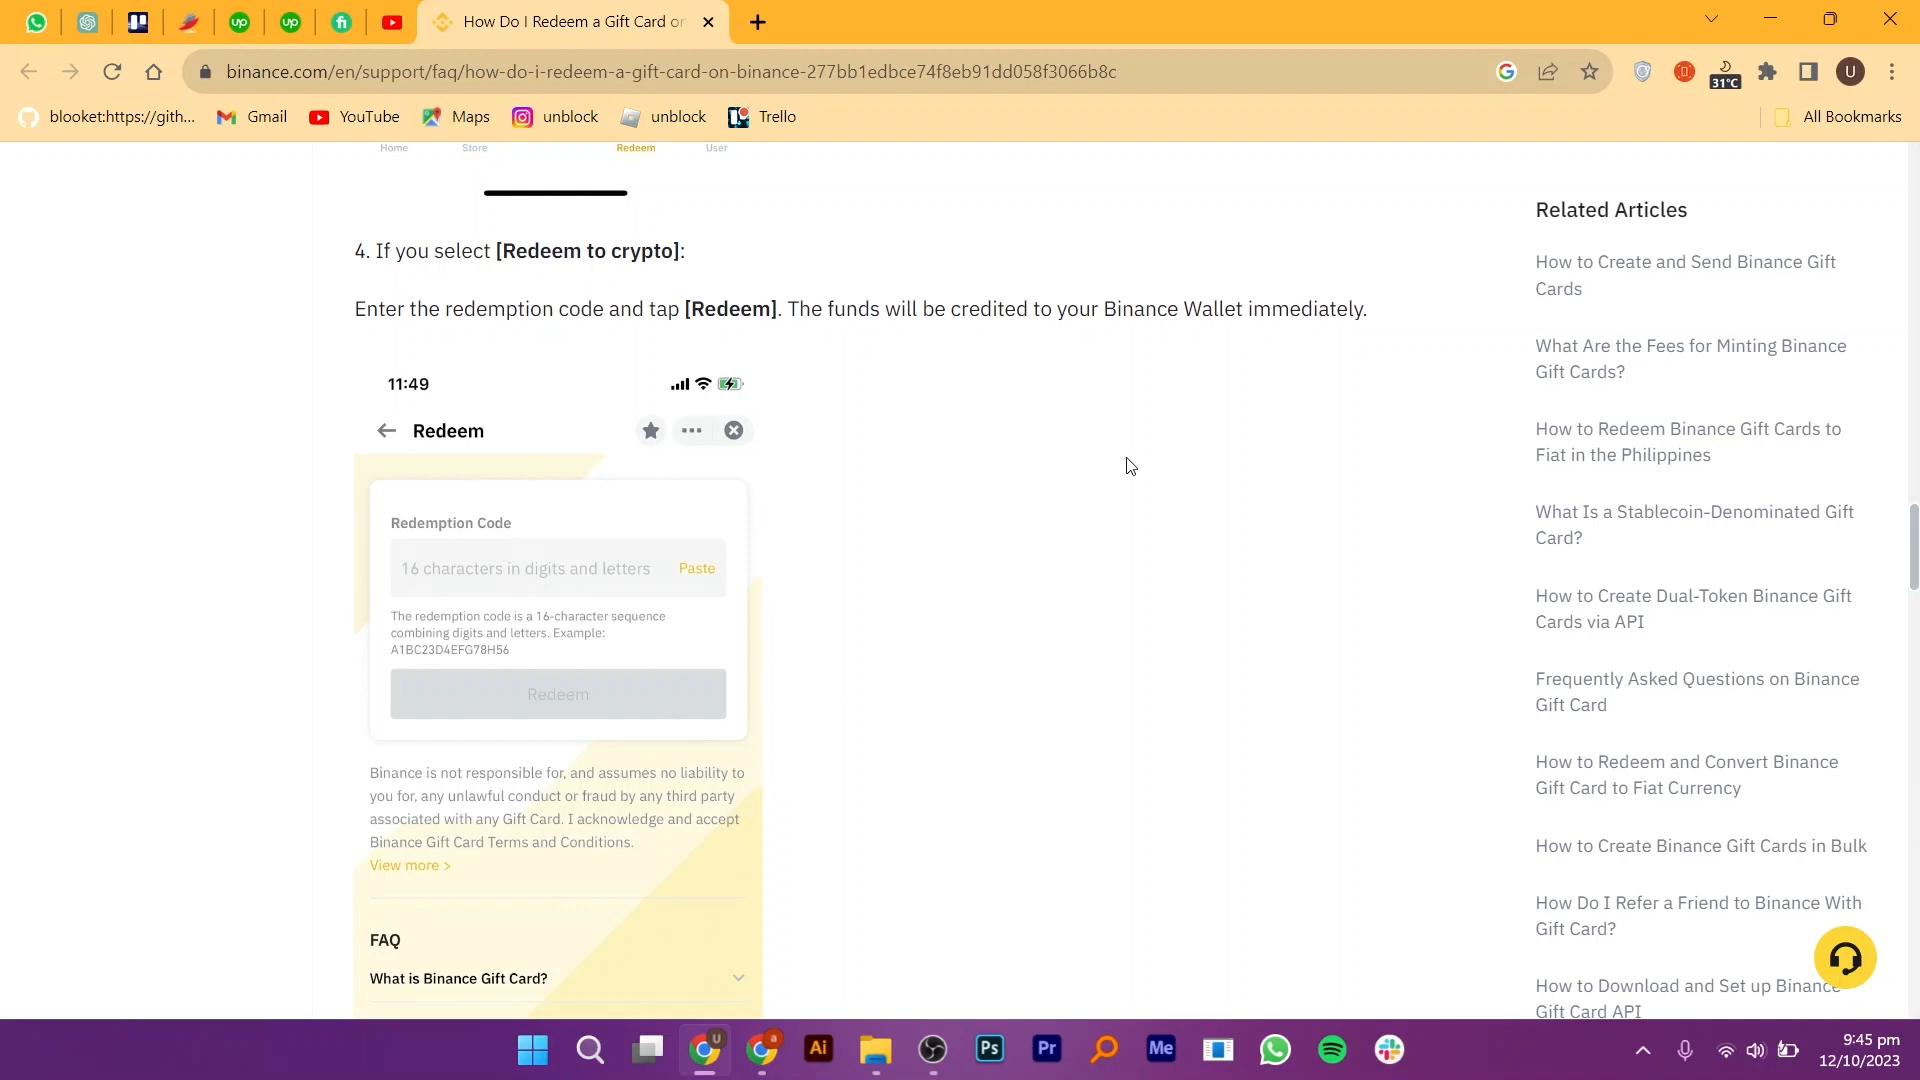 How Do I Redeem a Gift Card or
binance.com/en/support/faq/how-do-i-redeem-a-gift-card-on-binance-277bb1edbce74f8eb91dd058f3066b8c
31°C
U
blooket:https://gith...
Gmail
YouTube
Maps
unblock
unblock
Trello
All Bookmarks
Home
Store
Redeem
User
4. If you select [Redeem to crypto]:
Enter the redemption code and tap [Redeem]. The funds will be credited to your Binance Wallet immediately.
11:49
Redeem
Redemption Code
16 characters in digits and letters
Paste
The redemption code is a 16-character sequence
combining digits and letters. Example:
A1BC23D4EFG78H56
Redeem
Binance is not responsible for, and assumes no liability to
you for, any unlawful conduct or fraud by any third party
associated with any Gift Card. I acknowledge and accept
Binance Gift Card Terms and Conditions.
View more >
FAQ
What is Binance Gift Card?
Related Articles
How to Create and Send Binance Gift
Cards
What Are the Fees for Minting Binance
Gift Cards?
How to Redeem Binance Gift Cards to
Fiat in the Philippines
What Is a Stablecoin-Denominated Gift
Card?
How to Create Dual-Token Binance Gift
Cards via API
Frequently Asked Questions on Binance
Gift Card
How to Redeem and Convert Binance
Gift Card to Fiat Currency
How to Create Binance Gift Cards in Bulk
How Do I Refer a Friend to Binance With
Gift Card?
How to Download and Set up Binance
Gift Card API
U
a
Ai
Ps
Pr
Me
9:45 pm
12/10/2023